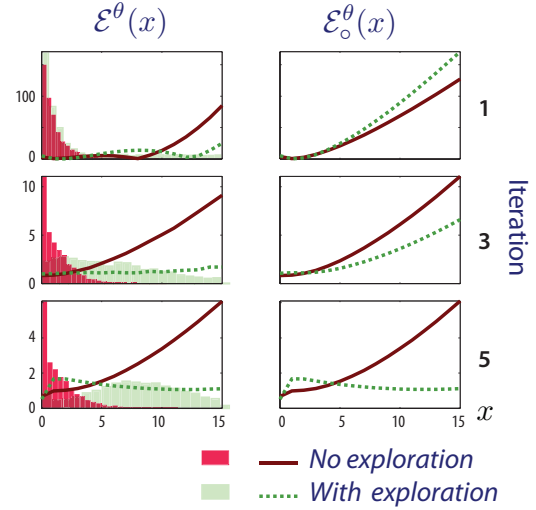 𝓔^θ(x) 𝓔_∘^θ(x)
100
0
1
10
5
0
3
4
2
0
5
0 5 10 15 0 5 10 15 x
Iteration
No exploration
With exploration